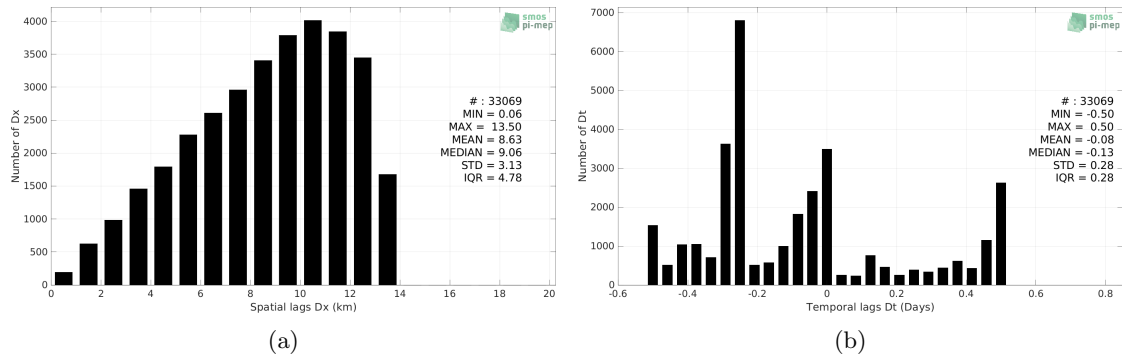 4000
3500
3000
2500
2000
1500
1000
500
0
Number of Dx
smos
pi-mep
# : 33069
MIN = 0.06
MAX = 13.50
MEAN = 8.63
MEDIAN = 9.06
STD = 3.13
IQR = 4.78
0 2 4 6 8 10 12 14 16 18 20
Spatial lags Dx (km)
(a)
7000
6000
5000
4000
3000
2000
1000
0
Number of Dt
smos
pi-mep
# : 33069
MIN = -0.50
MAX = 0.50
MEAN = -0.08
MEDIAN = -0.13
STD = 0.28
IQR = 0.28
-0.6 -0.4 -0.2 0 0.2 0.4 0.6 0.8
Temporal lags Dt (Days)
(b)